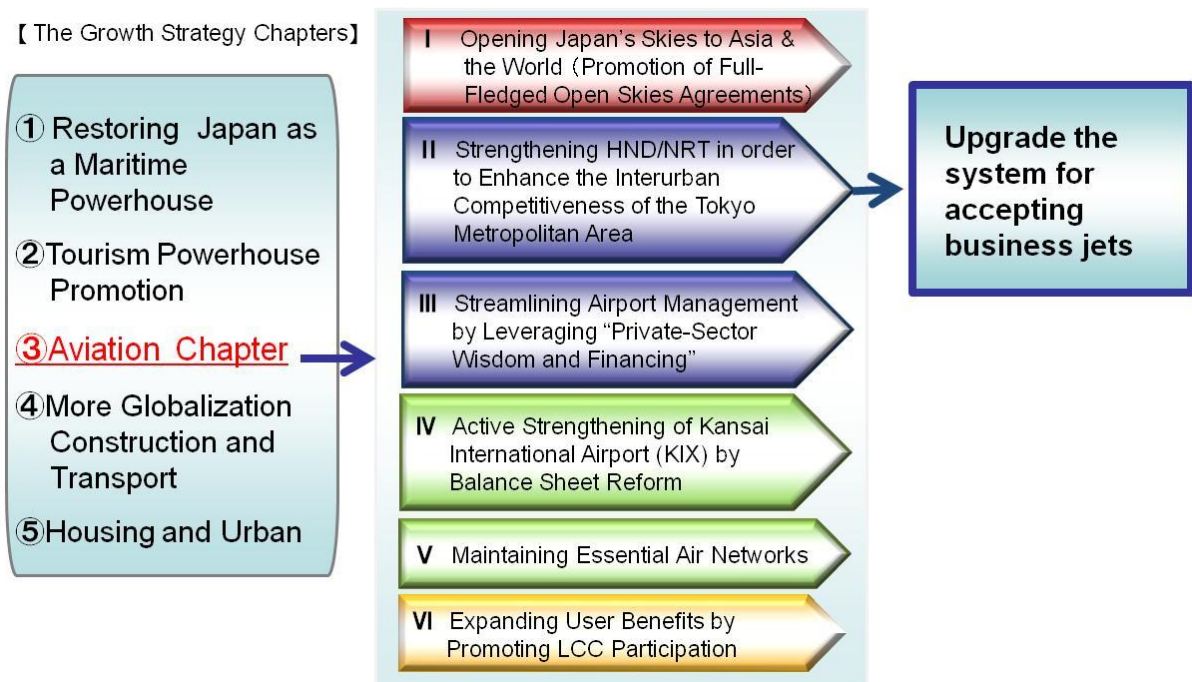 【 The Growth Strategy Chapters】
① Restoring Japan as
a Maritime
Powerhouse
②Tourism Powerhouse
Promotion
③Aviation Chapter
④More Globalization
Construction and
Transport
⑤Housing and Urban
I Opening Japan's Skies to Asia &
the World (Promotion of Full-
Fledged Open Skies Agreements)
II Strengthening HND/NRT in order
to Enhance the Interurban
Competitiveness of the Tokyo
Metropolitan Area
III Streamlining Airport Management
by Leveraging “Private-Sector
Wisdom and Financing”
IV Active Strengthening of Kansai
International Airport (KIX) by
Balance Sheet Reform
V Maintaining Essential Air Networks
VI Expanding User Benefits by
Promoting LCC Participation
Upgrade the
system for
accepting
business jets